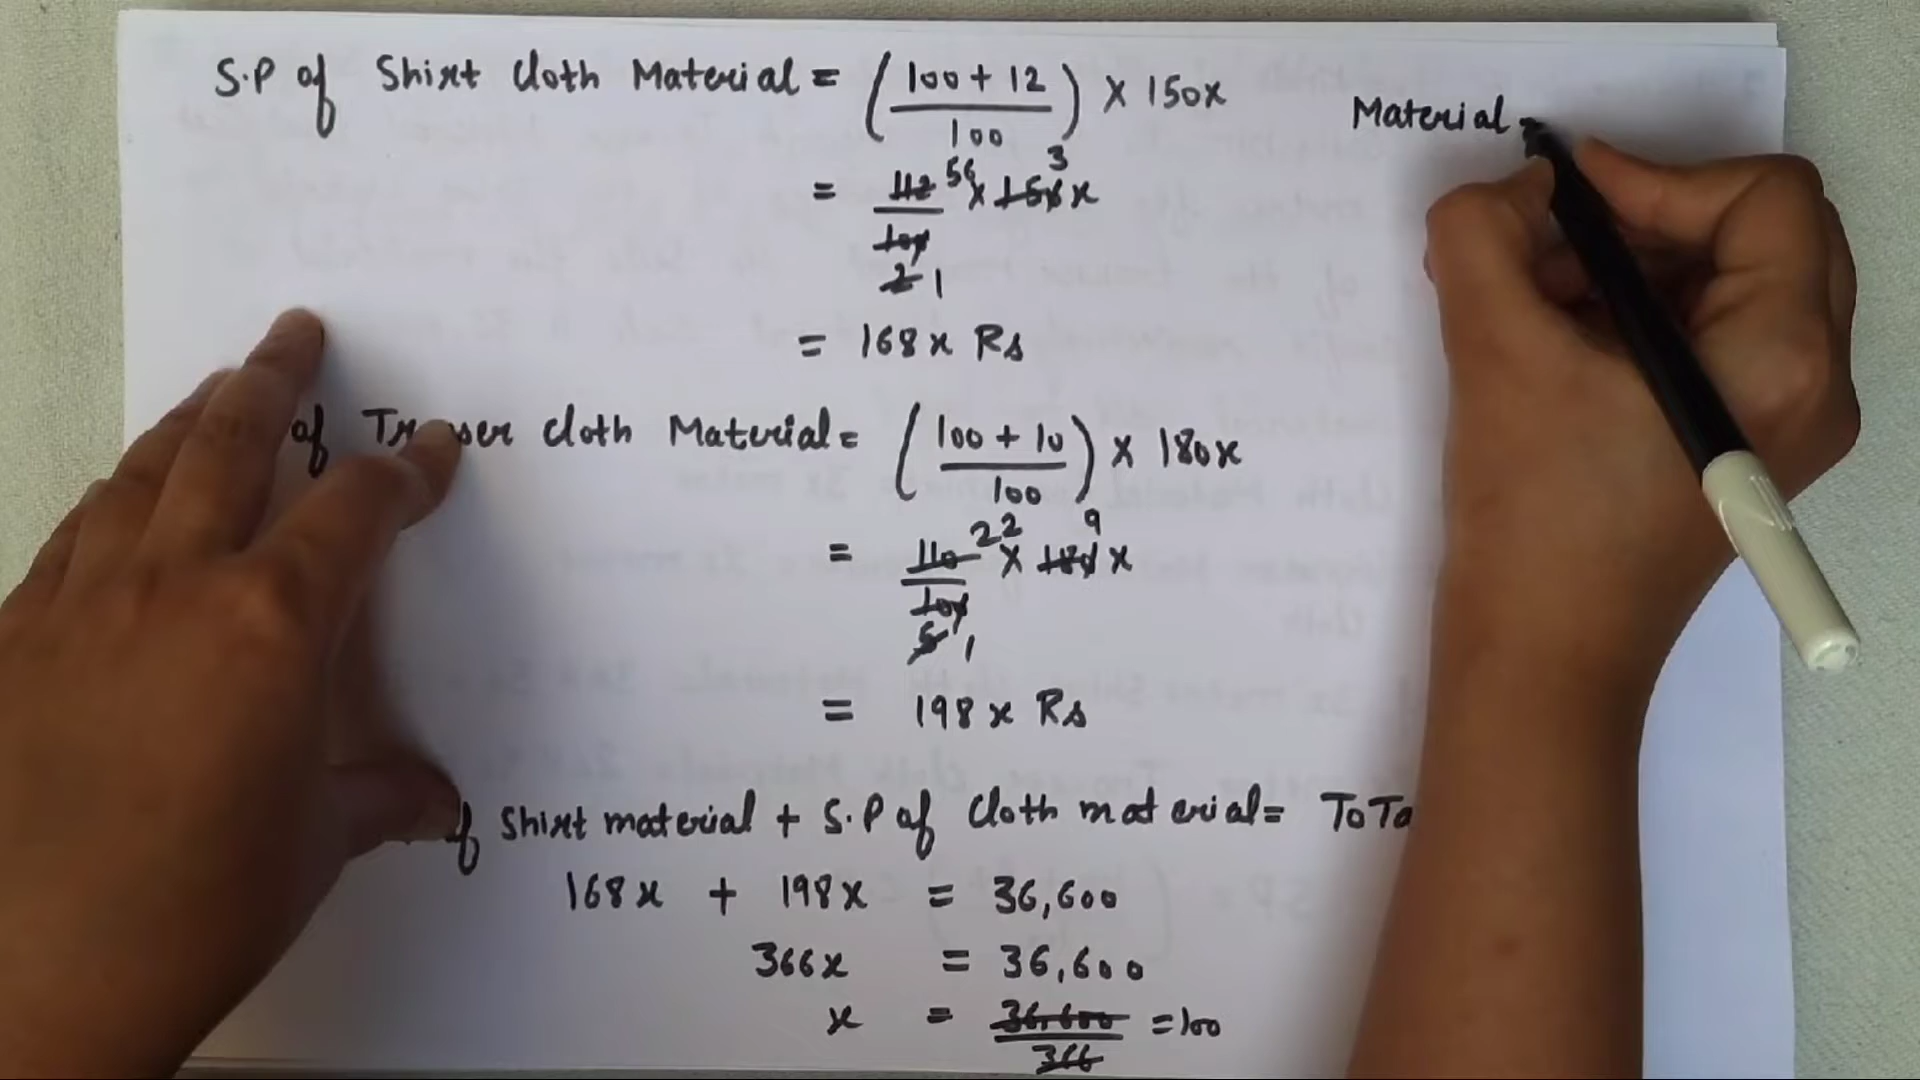 S.P of Shirt Cloth Material = (100 + 12 / 100) × 150x
Material =
= 112 56 × 150 3 x
100
2 1
= 168x Rs
of Trouser cloth Material = (100 + 10 / 100) × 180x
= 110 22 × 180 9 x
100
5 1
= 198x Rs
of Shirt material + S.P of Cloth material = ToTa
168x + 198x = 36,600
366x = 36,600
x = 36,600 / 366 = 100